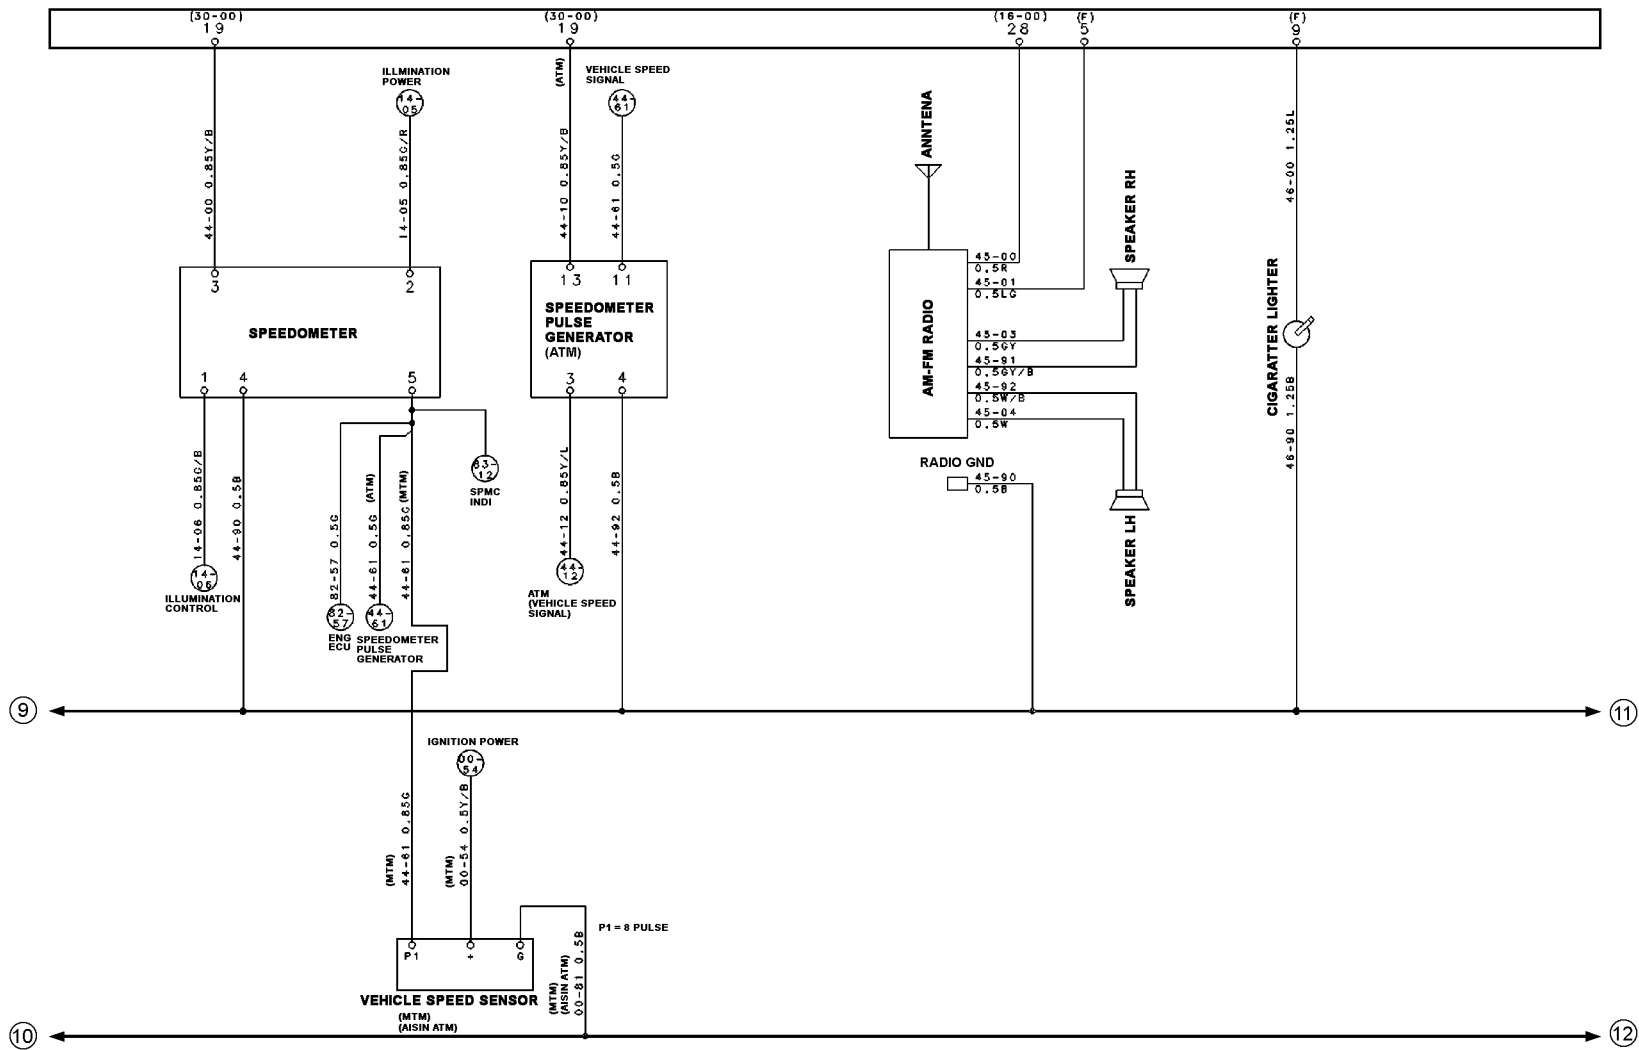 (30-00)
19
(30-00)
19
(16-00)
28
(F)
5
(F)
9
ILLMINATION
POWER
14-
05
(ATM)
VEHICLE SPEED
SIGNAL
44-
61
44-00 0.85Y/B
14-05 0.85G/R
44-10 0.85Y/B
44-61 0.5G
ANNTENA
46-00 1.25L
3
2
SPEEDOMETER
1
4
5
13
11
SPEEDOMETER
PULSE
GENERATOR
(ATM)
3
4
AM-FM RADIO
45-00
0.5R
45-01
0.5LG
45-03
0.5GY
45-91
0.5GY/B
45-92
0.5W/B
45-04
0.5W
SPEAKER RH
SPEAKER LH
RADIO GND
45-90
0.5B
CIGARATTER LIGHTER
46-90 1.25B
14-06 0.85G/B
44-90 0.5B
82-57 0.5G
44-61 0.5G (ATM)
44-61 0.85G (MTM)
83-
12
SPMC
INDI
44-12 0.85Y/L
44-92 0.5B
14-
06
ILLUMINATION
CONTROL
82-
57
ENG
ECU
44-
61
SPEEDOMETER
PULSE
GENERATOR
44-
12
ATM
(VEHICLE SPEED
SIGNAL)
9
11
IGNITION POWER
00-
54
(MTM)
44-61 0.85G
(MTM)
00-54 0.5Y/B
P1 = 8 PULSE
P1
+
G
VEHICLE SPEED SENSOR
(MTM)
(AISIN ATM)
(MTM)
(AISIN ATM)
00-81 0.5B
10
12